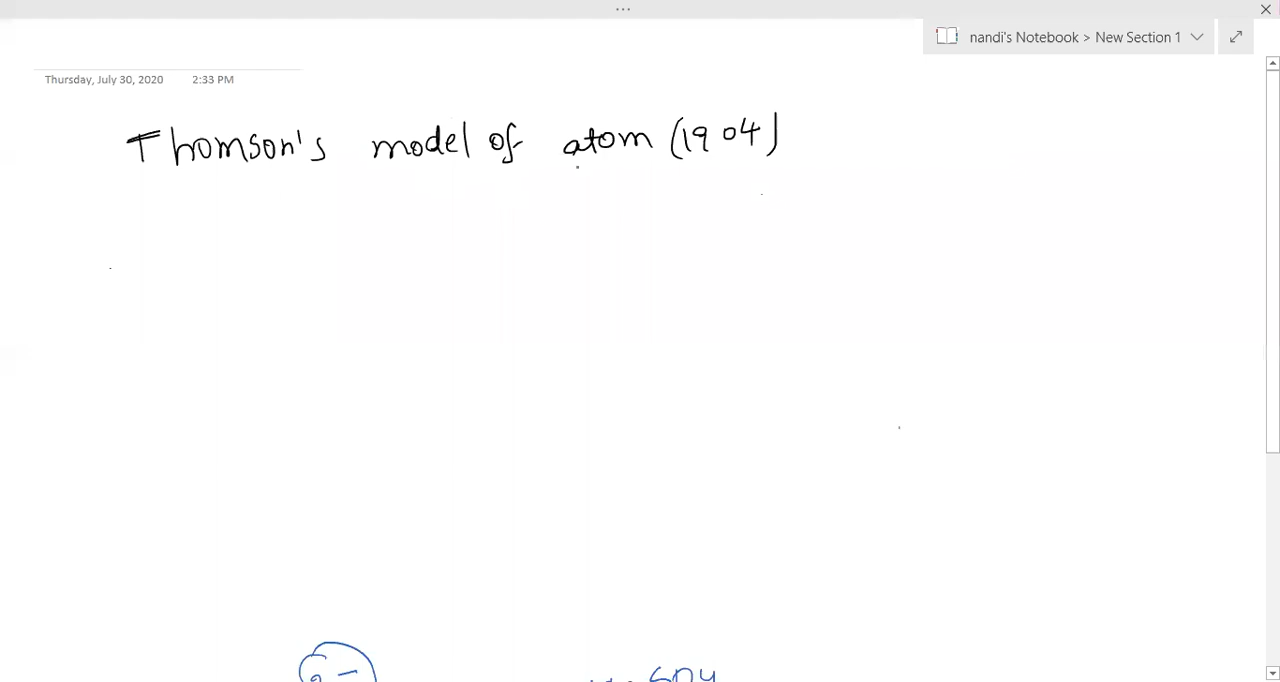 nandi's Notebook > New Section 1
Thursday, July 30, 2020 2:33 PM
Thomson's model of atom (1904)